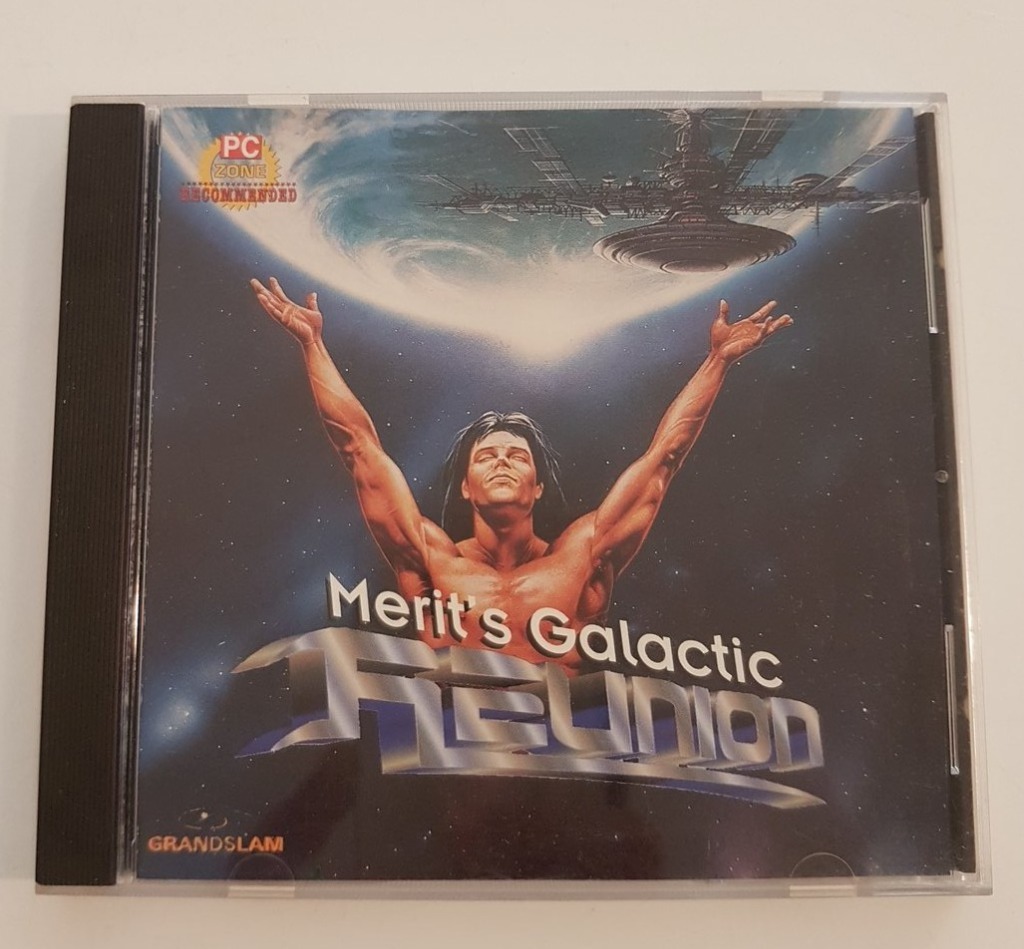 PC
ZONE
RECOMMENDED
Merit's Galactic
REUNION
GRANDSLAM